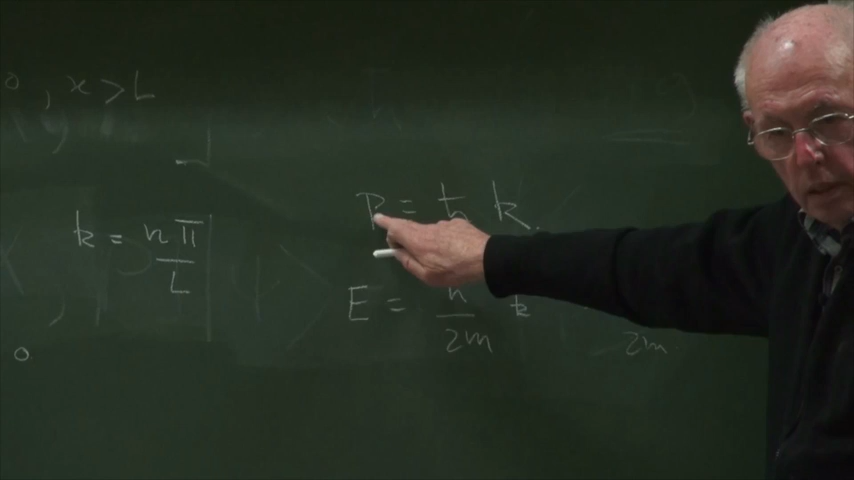 0 , x > L
P = ħ k
k = nπ / L
E = ħ / 2m k
2m
0